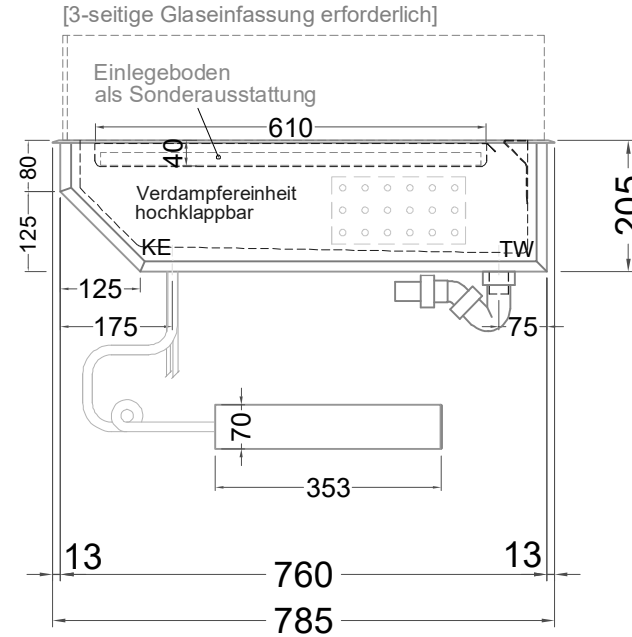 [3-seitige Glaseinfassung erforderlich]
Einlegeboden
als Sonderausstattung
610
40
80
205
Verdampfereinheit
hochklappbar
125
KE
TW
125
175
75
70
353
13
13
760
785